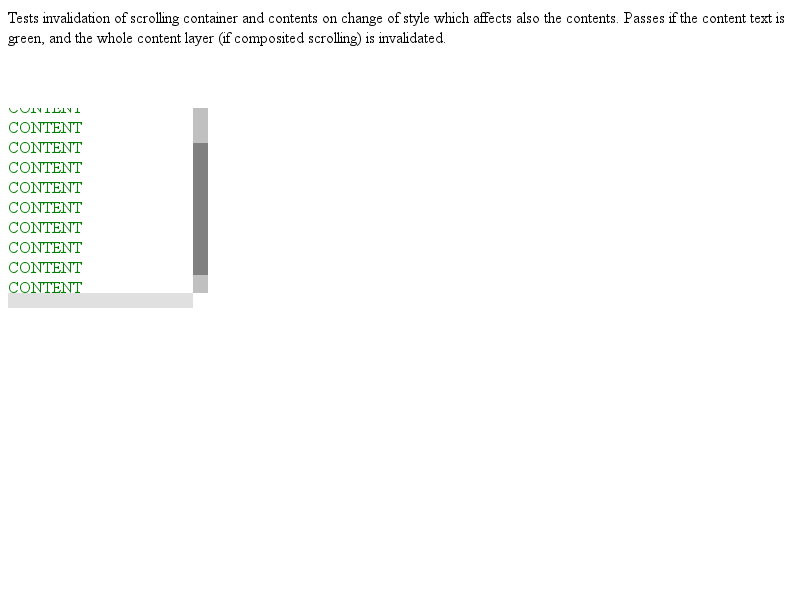 Tests invalidation of scrolling container and contents on change of style which affects also the contents. Passes if the content text is
green, and the whole content layer (if composited scrolling) is invalidated.
CONTENT
CONTENT
CONTENT
CONTENT
CONTENT
CONTENT
CONTENT
CONTENT
CONTENT
CONTENT